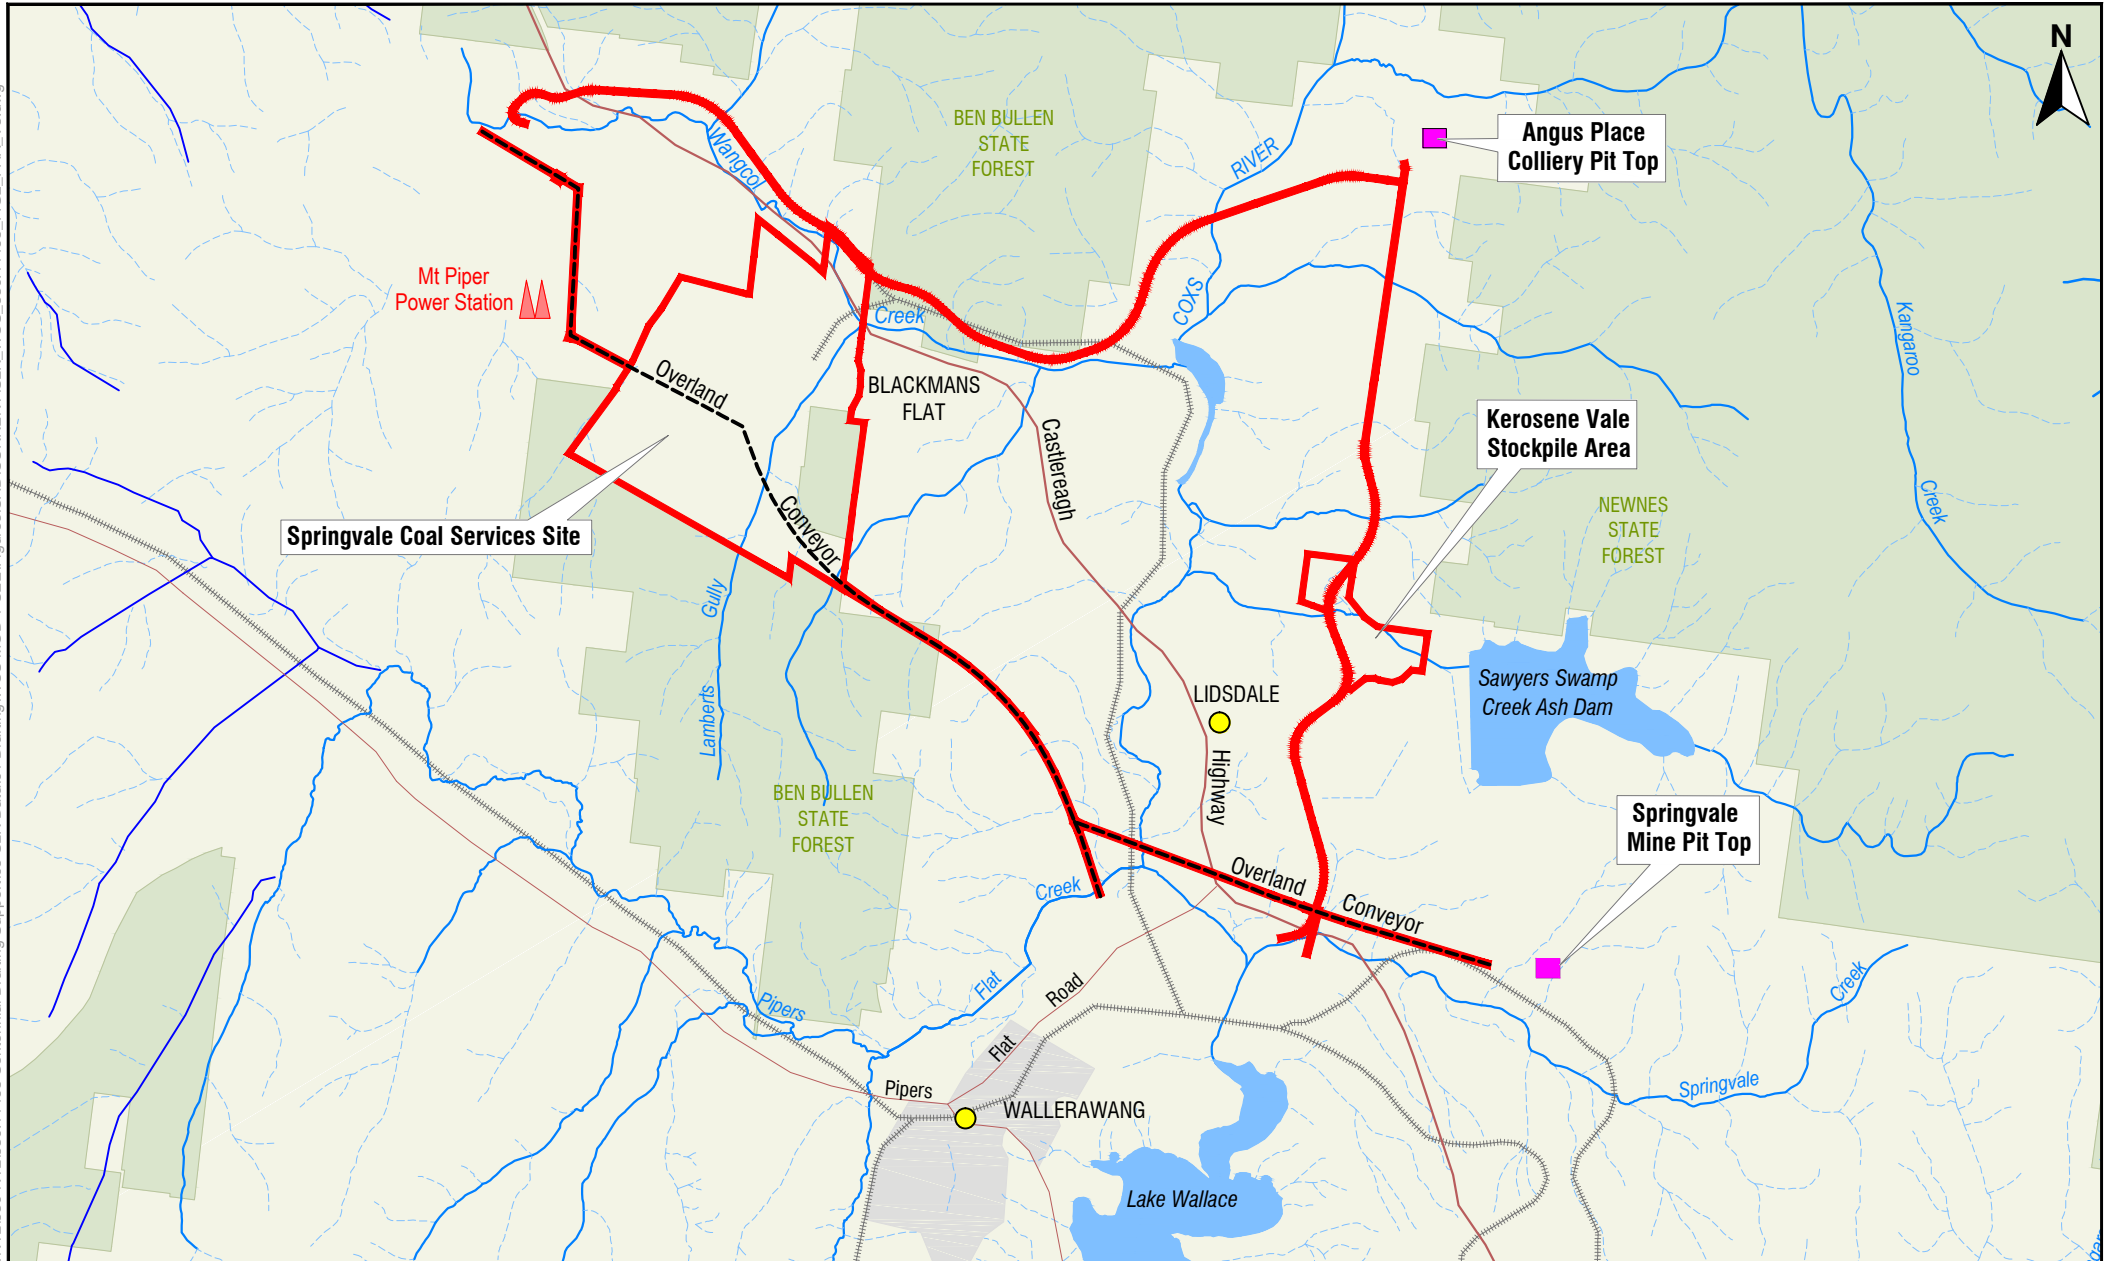 N
Angus Place
Colliery Pit Top
BEN BULLEN
STATE
FOREST
Wangcol
RIVER
Mt Piper
Power Station
COXS
Creek
Kangaroo
Overland
BLACKMANS
FLAT
Castlereagh
Kerosene Vale
Stockpile Area
Creek
Springvale Coal Services Site
Conveyor
NEWNES
STATE
FOREST
Gully
Lamberts
LIDSDALE
Sawyers Swamp
Creek Ash Dam
Highway
BEN BULLEN
STATE
FOREST
Springvale
Mine Pit Top
Overland
Creek
Conveyor
Flat
Road
Creek
Pipers
Flat
Pipers
Springvale
WALLERAWANG
Lake Wallace